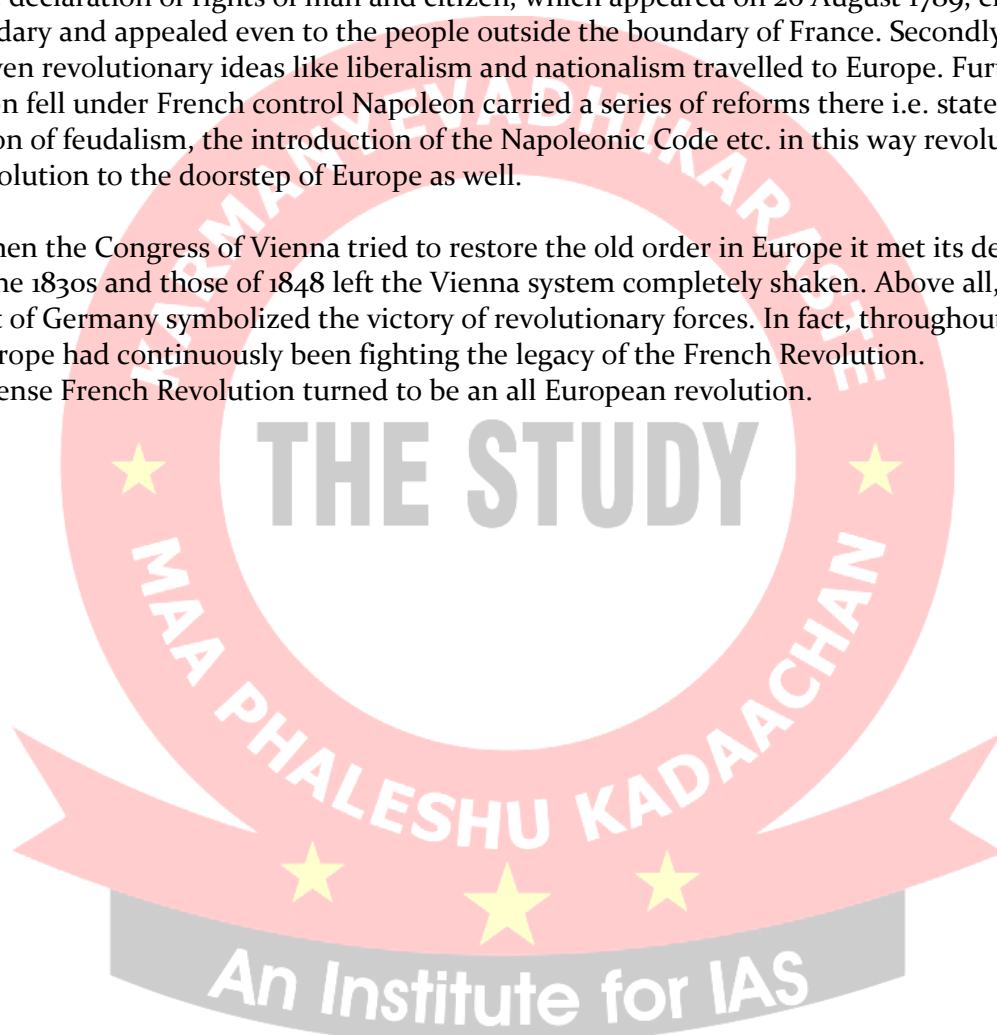 declaration of rights of man and citizen, which appeared on 26 August 1789,
dary and appealed even to the people outside the boundary of France. Secondly
ven revolutionary ideas like liberalism and nationalism travelled to Europe. Fur
on fell under French control Napoleon carried a series of reforms there i.e. state
on of feudalism, the introduction of the Napoleonic Code etc. in this way revolu
olution to the doorstep of Europe as well.
hen the Congress of Vienna tried to restore the old order in Europe it met its de
he 1830s and those of 1848 left the Vienna system completely shaken. Above all,
t of Germany symbolized the victory of revolutionary forces. In fact, throughout
urope had continuously been fighting the legacy of the French Revolution.
ense French Revolution turned to be an all European revolution.
KARMANYEVADHIKARASTE
THE STUDY
MAA PHALESHU KADAACHAN
An Institute for IAS